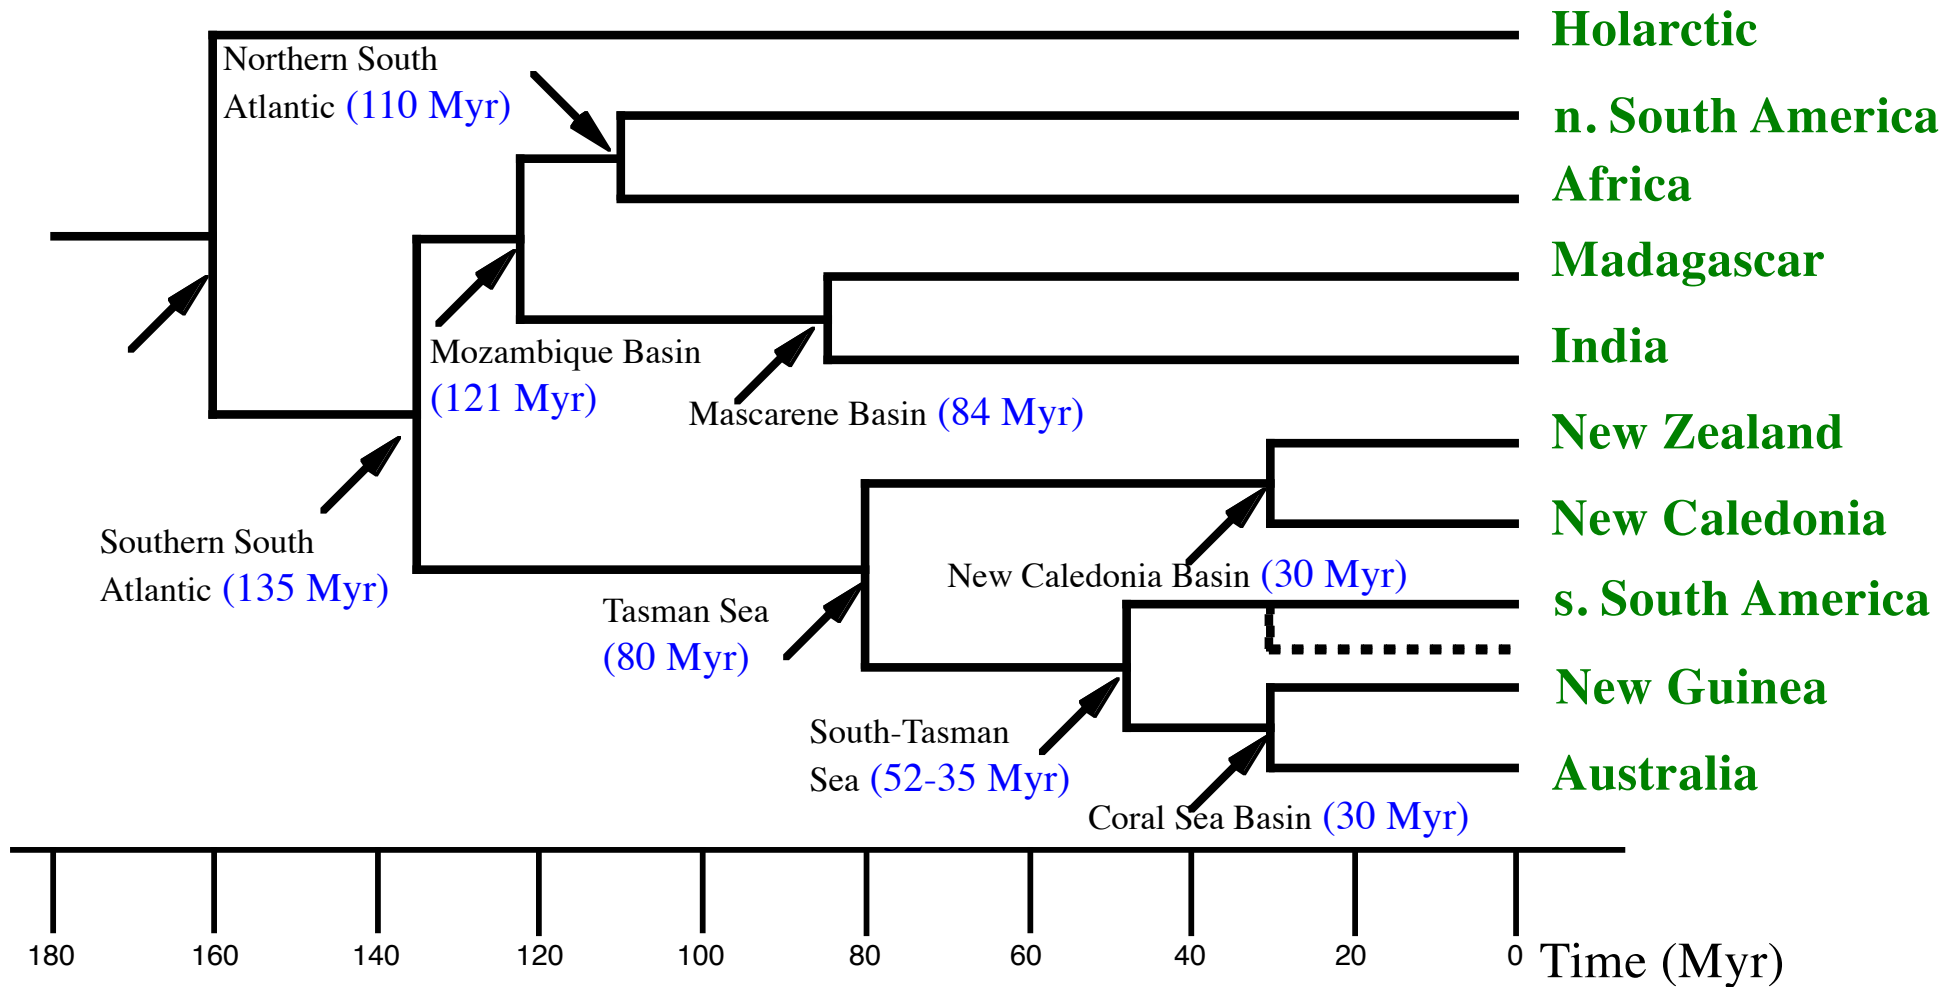 Holarctic
Northern South
Atlantic (110 Myr)
n. South America
Africa
Madagascar
Mozambique Basin
(121 Myr)
India
Mascarene Basin (84 Myr)
New Zealand
New Caledonia
Southern South
Atlantic (135 Myr)
New Caledonia Basin (30 Myr)
Tasman Sea
(80 Myr)
s. South America
New Guinea
South-Tasman
Sea (52-35 Myr)
Australia
Coral Sea Basin (30 Myr)
180 160 140 120 100 80 60 40 20 0 Time (Myr)